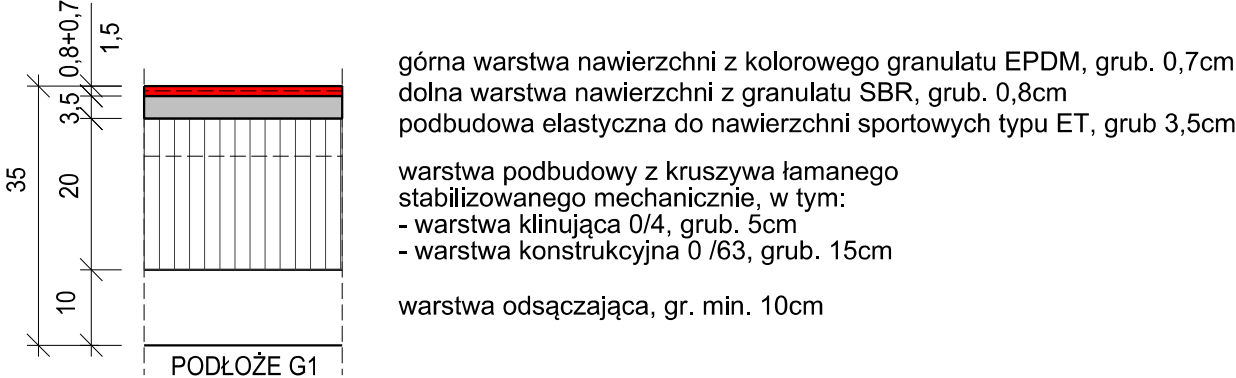 0,8+0,7
1,5
3,5
35
20
10
górna warstwa nawierzchni z kolorowego granulatu EPDM, grub. 0,7cm
dolna warstwa nawierzchni z granulatu SBR, grub. 0,8cm
podbudowa elastyczna do nawierzchni sportowych typu ET, grub 3,5cm
warstwa podbudowy z kruszywa łamanego
stabilizowanego mechanicznie, w tym:
- warstwa klinująca 0/4, grub. 5cm
- warstwa konstrukcyjna 0 /63, grub. 15cm
warstwa odsączająca, gr. min. 10cm
PODŁOŻE G1